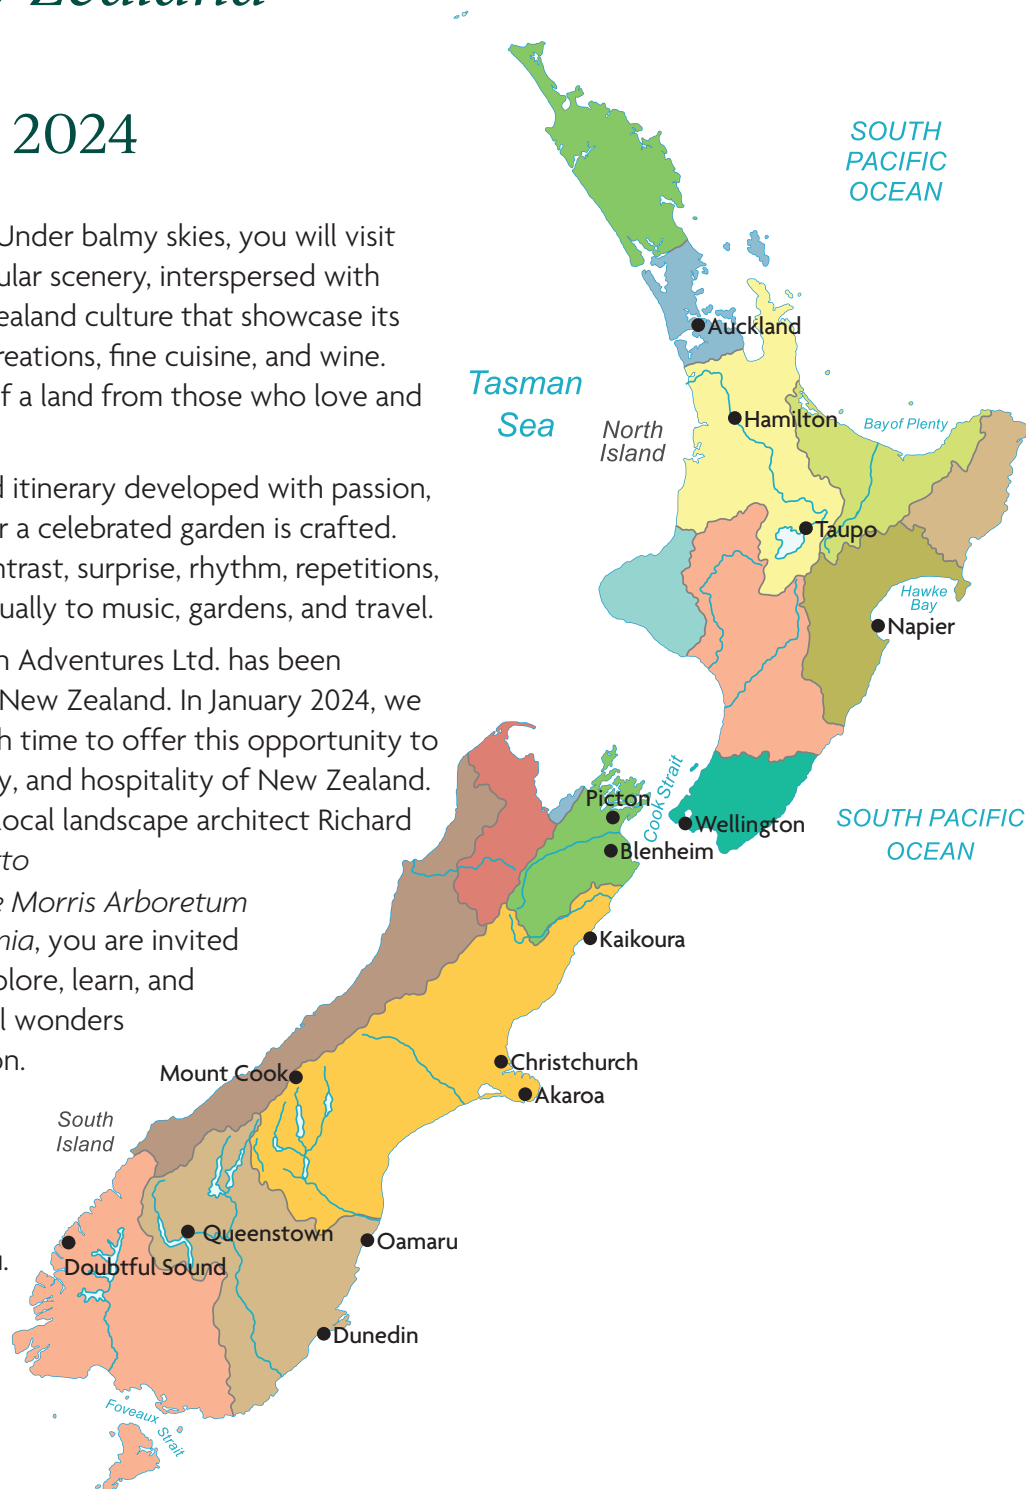 Zealand
2024
Under balmy skies, you will visit
ular scenery, interspersed with
ealand culture that showcase its
reations, fine cuisine, and wine.
f a land from those who love and
d itinerary developed with passion,
r a celebrated garden is crafted.
ntrast, surprise, rhythm, repetitions,
ually to music, gardens, and travel.
n Adventures Ltd. has been
New Zealand. In January 2024, we
h time to offer this opportunity to
y, and hospitality of New Zealand.
local landscape architect Richard
tto
e Morris Arboretum
nia, you are invited
plore, learn, and
l wonders
on.
SOUTH
PACIFIC
OCEAN
Auckland
Tasman
Sea
North
Island
Hamilton
Bay of Plenty
Taupo
Hawke
Bay
Napier
Cook Strait
Picton
Wellington
Blenheim
SOUTH PACIFIC
OCEAN
Kaikoura
Christchurch
Mount Cook
Akaroa
South
Island
Queenstown
Oamaru
Doubtful Sound
Dunedin
Foveaux
Strait